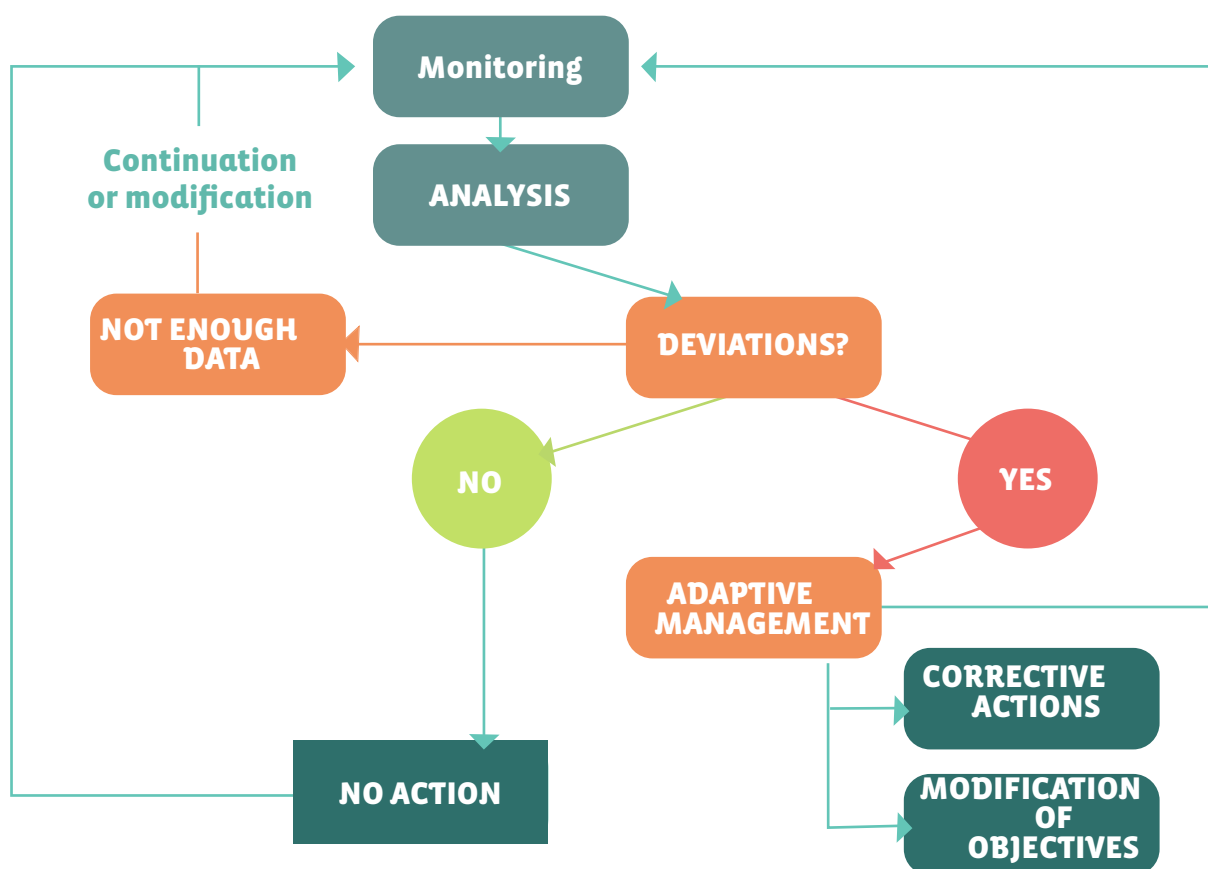 Monitoring
Continuation
or modification
ANALYSIS
NOT ENOUGH
DATA
DEVIATIONS?
NO
YES
ADAPTIVE
MANAGEMENT
CORRECTIVE
ACTIONS
NO ACTION
MODIFICATION
OF
OBJECTIVES